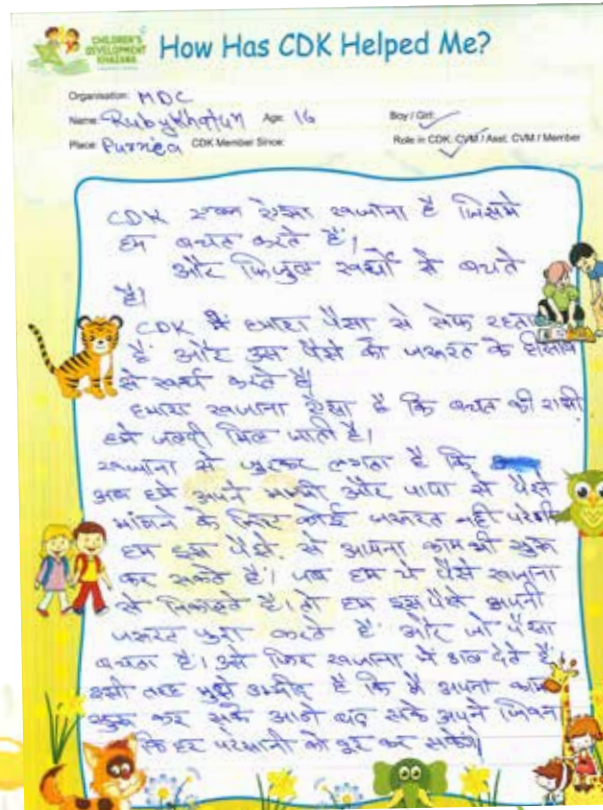 CHILDREN'S
DEVELOPMENT
KHAZANA
How Has CDK Helped Me?
Organisation: MDC
Name: Ruby Khatun Age: 16 Boy / Girl:
Place: Purnea CDK Member Since: Role in CDK: CVM / Asst. CVM / Member
CDK एक ऐसा खजाना है जिसमे
हम बचत करते हैं।
और फिजुल खर्चो से बचते
है।
CDK में हमारा पैसा से सेफ रहता
है और उस पैसे को जरूरत के हीसाब
से खर्च करते है।
हमारा खजाना ऐसा है कि बचत की राशी
हमे जल्दी मिल जाती है।
खजाना से जुरकर लगता है कि
अब हमे अपने मम्मी और पापा से पैसे
मांगने के लिए कोई जरूरत नही परेगी
हम इस पैसे से अपना काम भी
कर सकते है। जब हम ये पैसे खजाना
से निकालते है। तो हम इस पैसे अपनी
जरूरत पुरा करते हैं और जो पैसा
बचता है। उसे फिर खजाना में डाल देते हैं
इसी तरह मुझे उम्मीद है कि मैं अपना काम
शुरू कर सके आगे बढ़ सके अपने जिवन
कि हर परेशानी को दूर कर सकेगे।